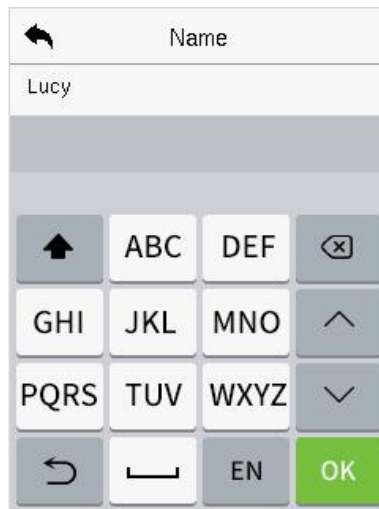 Name
Lucy
ABC DEF
GHI JKL MNO
PQRS TUV WXYZ
EN OK